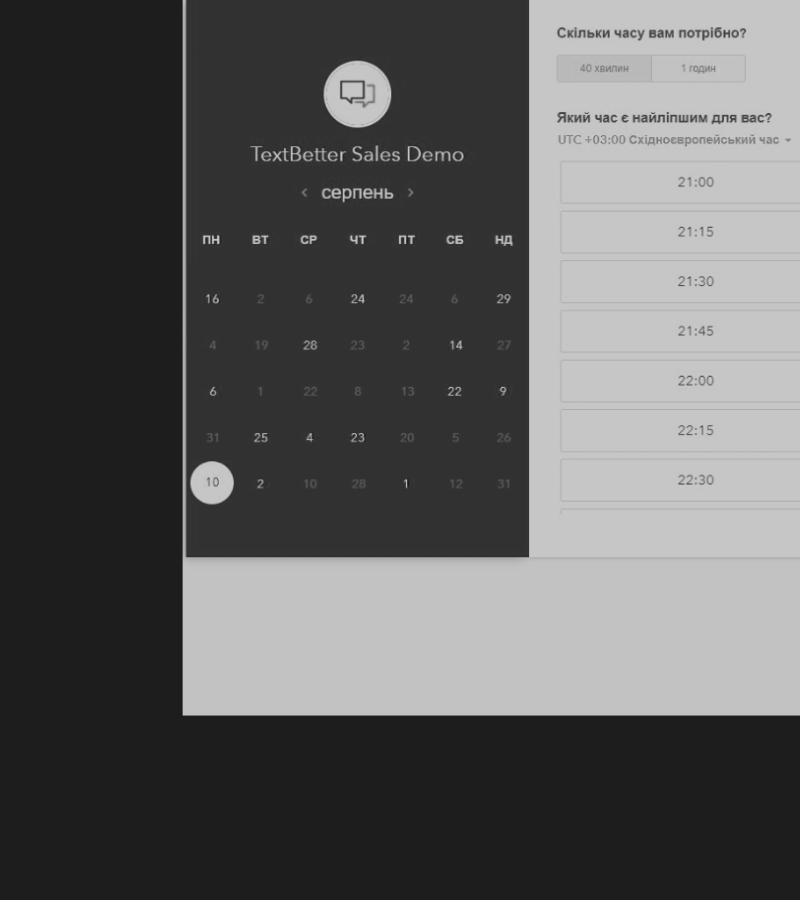 TextBetter Sales Demo
‹ серпень ›
ПН ВТ СР ЧТ ПТ СБ НД
16 2 6 24 24 6 29
4 19 28 23 2 14 27
6 1 22 8 13 22 9
31 25 4 23 20 5 26
10 2 10 28 1 12 31
Скільки часу вам потрібно?
40 хвилин 1 годин
Який час є найліпшим для вас?
UTC +03:00 Східноєвропейський час
21:00
21:15
21:30
21:45
22:00
22:15
22:30